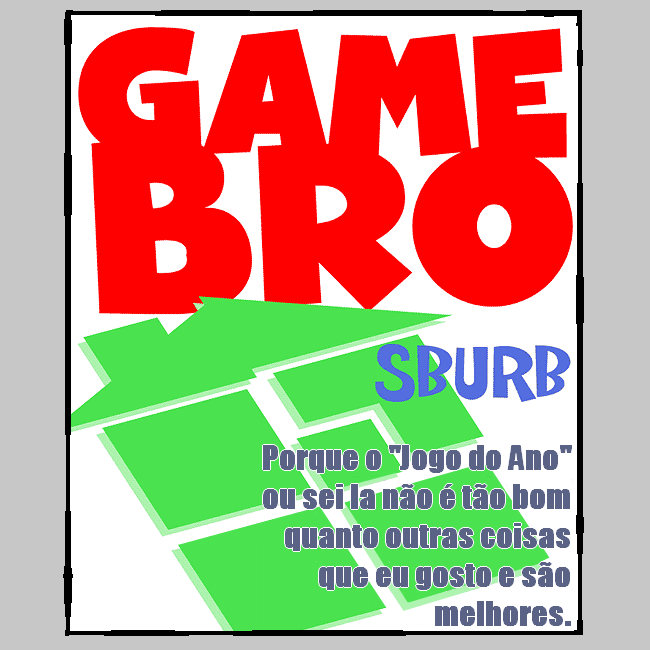 GAME
BRO
SBURB
Porque o "Jogo do Ano"
ou sei la não é tão bom
quanto outras coisas
que eu gosto e são
melhores.